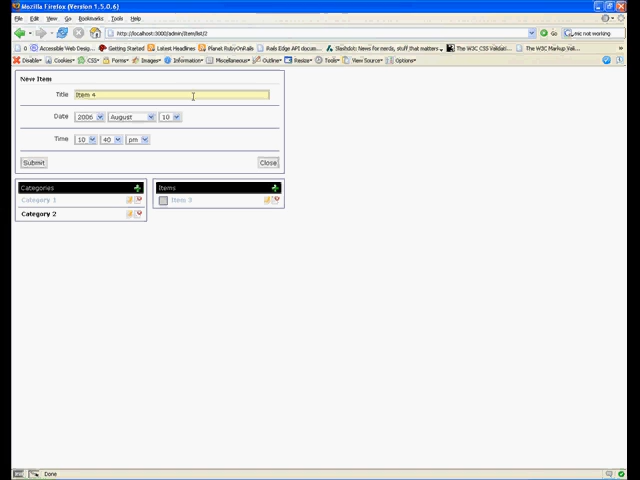 Mozilla Firefox (Version 1.5.0.6)
File Edit View Go Bookmarks Tools Help
http://localhost:3000/admin/item/list/2 Go mic not working
Accessible Web Desig... Getting Started Latest Headlines Planet RubyOnRails Rails Edge API docum... Slashdot: News for nerds, stuff that matters... The W3C CSS Validati... The W3C Markup Vali...
Disable Cookies CSS Forms Images Information Miscellaneous Outline Resize Tools View Source Options
New Item
Title Item 4
Date 2006 August 10
Time 10 40 pm
Submit Close
Categories Items
Category 1 Item 3
Category 2
Done